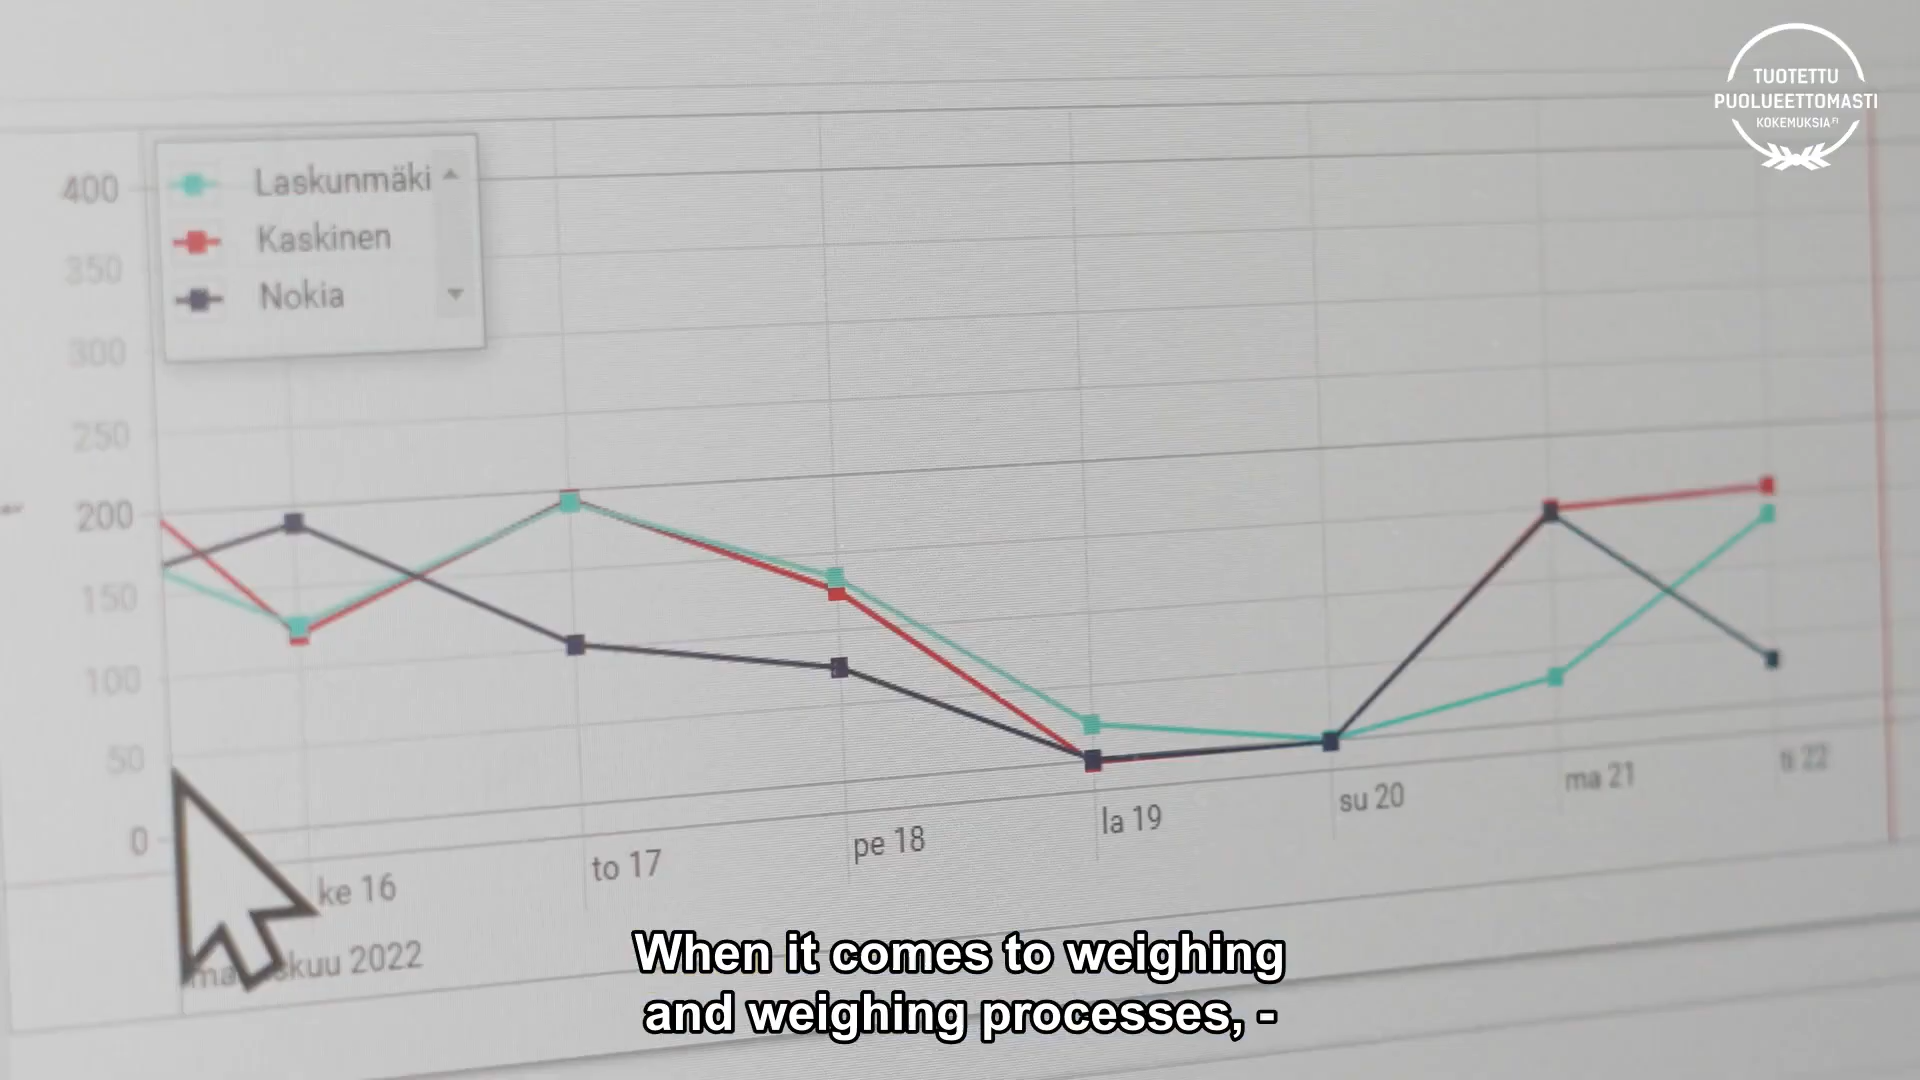 TUOTETTU
PUOLUEETTOMASTI
KOKEMUKSIA.FI
Laskunmäki
Kaskinen
Nokia
400
350
300
250
200
150
100
50
0
ke 16
to 17
pe 18
la 19
su 20
ma 21
ti 22
2022
When it comes to weighing
and weighing processes, -